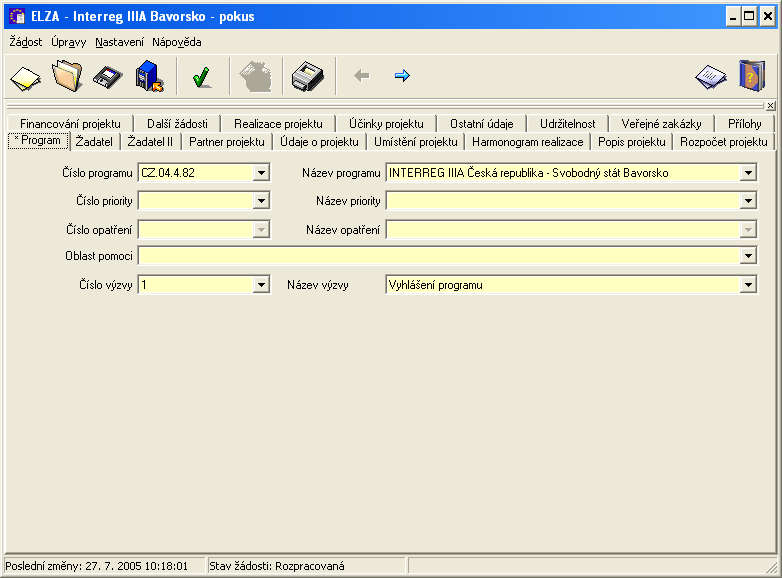 ELZA - Interreg IIIA Bavorsko - pokus
Žádost Úpravy Nastavení Nápověda
Financování projektu Další žádosti Realizace projektu Účinky projektu Ostatní údaje Udržitelnost Veřejné zakázky Přílohy
* Program Žadatel Žadatel II Partner projektu Údaje o projektu Umístění projektu Harmonogram realizace Popis projektu Rozpočet projektu
Číslo programu CZ.04.4.82 Název programu INTERREG IIIA Česká republika - Svobodný stát Bavorsko
Číslo priority Název priority
Číslo opatření Název opatření
Oblast pomoci
Číslo výzvy 1 Název výzvy Vyhlášení programu
Poslední změny: 27. 7. 2005 10:18:01 Stav žádosti: Rozpracovaná